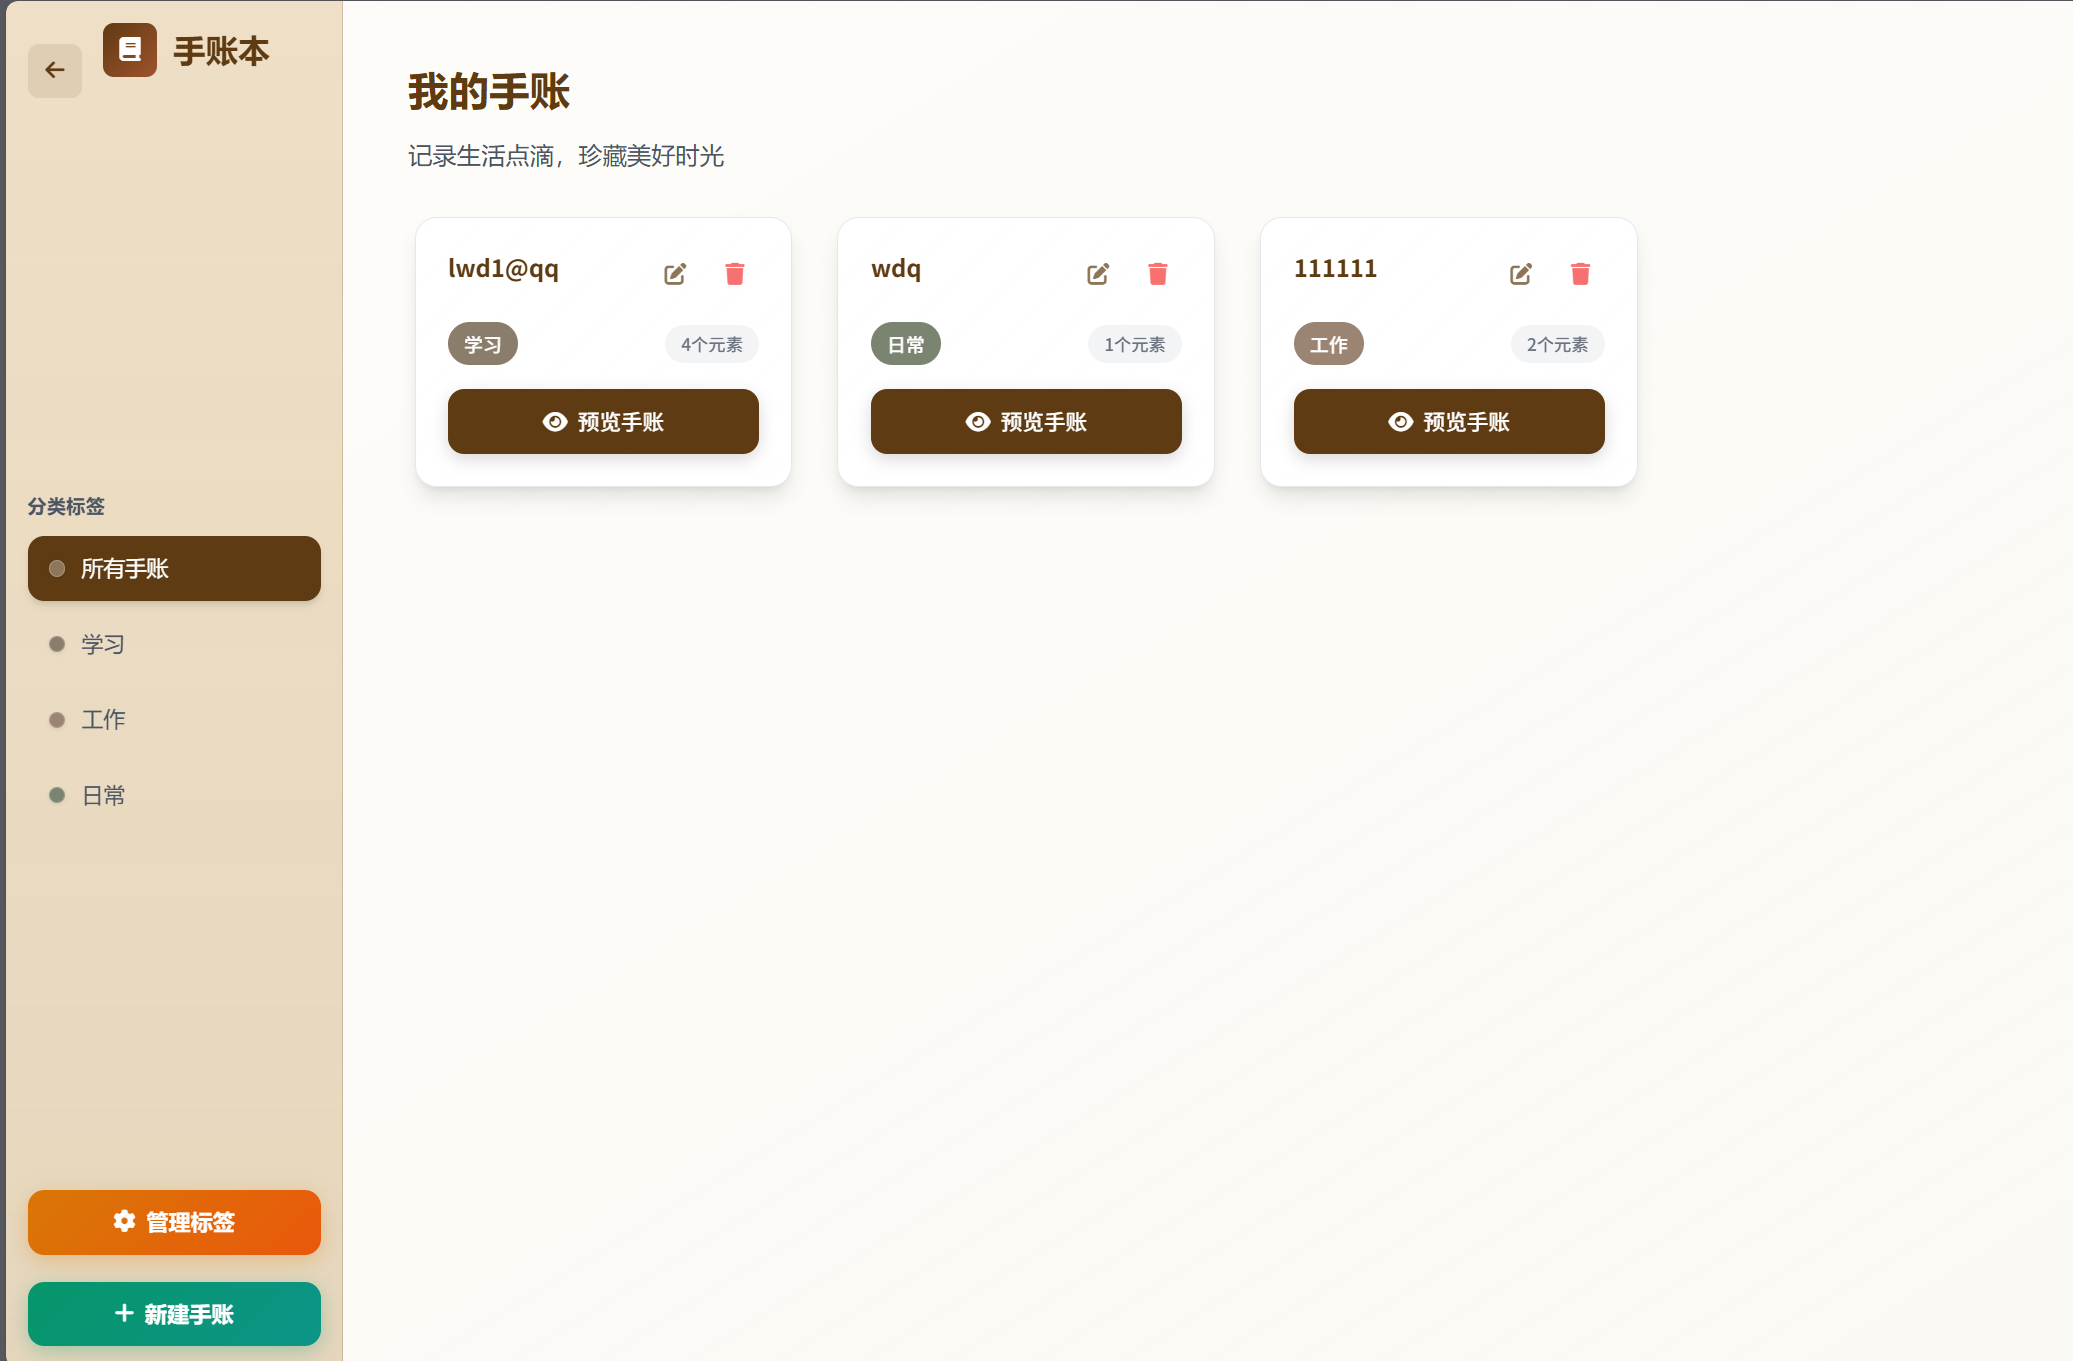 手账本
分类标签
所有手账
学习
工作
日常
管理标签
新建手账
我的手账
记录生活点滴，珍藏美好时光
lwd1@qq
学习
4个元素
预览手账
wdq
日常
1个元素
预览手账
111111
工作
2个元素
预览手账